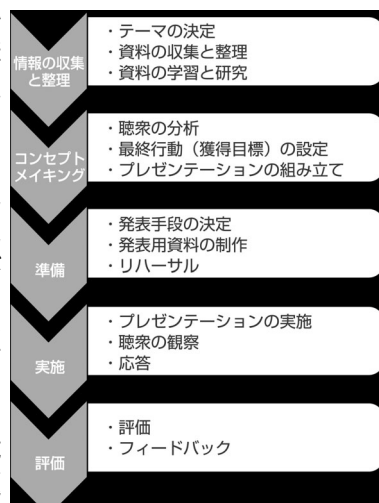 情報の収集
と整理
・テーマの決定
・資料の収集と整理
・資料の学習と研究
コンセプト
メイキング
・聴衆の分析
・最終行動（獲得目標）の設定
・プレゼンテーションの組み立て
準備
・発表手段の決定
・発表用資料の制作
・リハーサル
実施
・プレゼンテーションの実施
・聴衆の観察
・応答
評価
・評価
・フィードバック